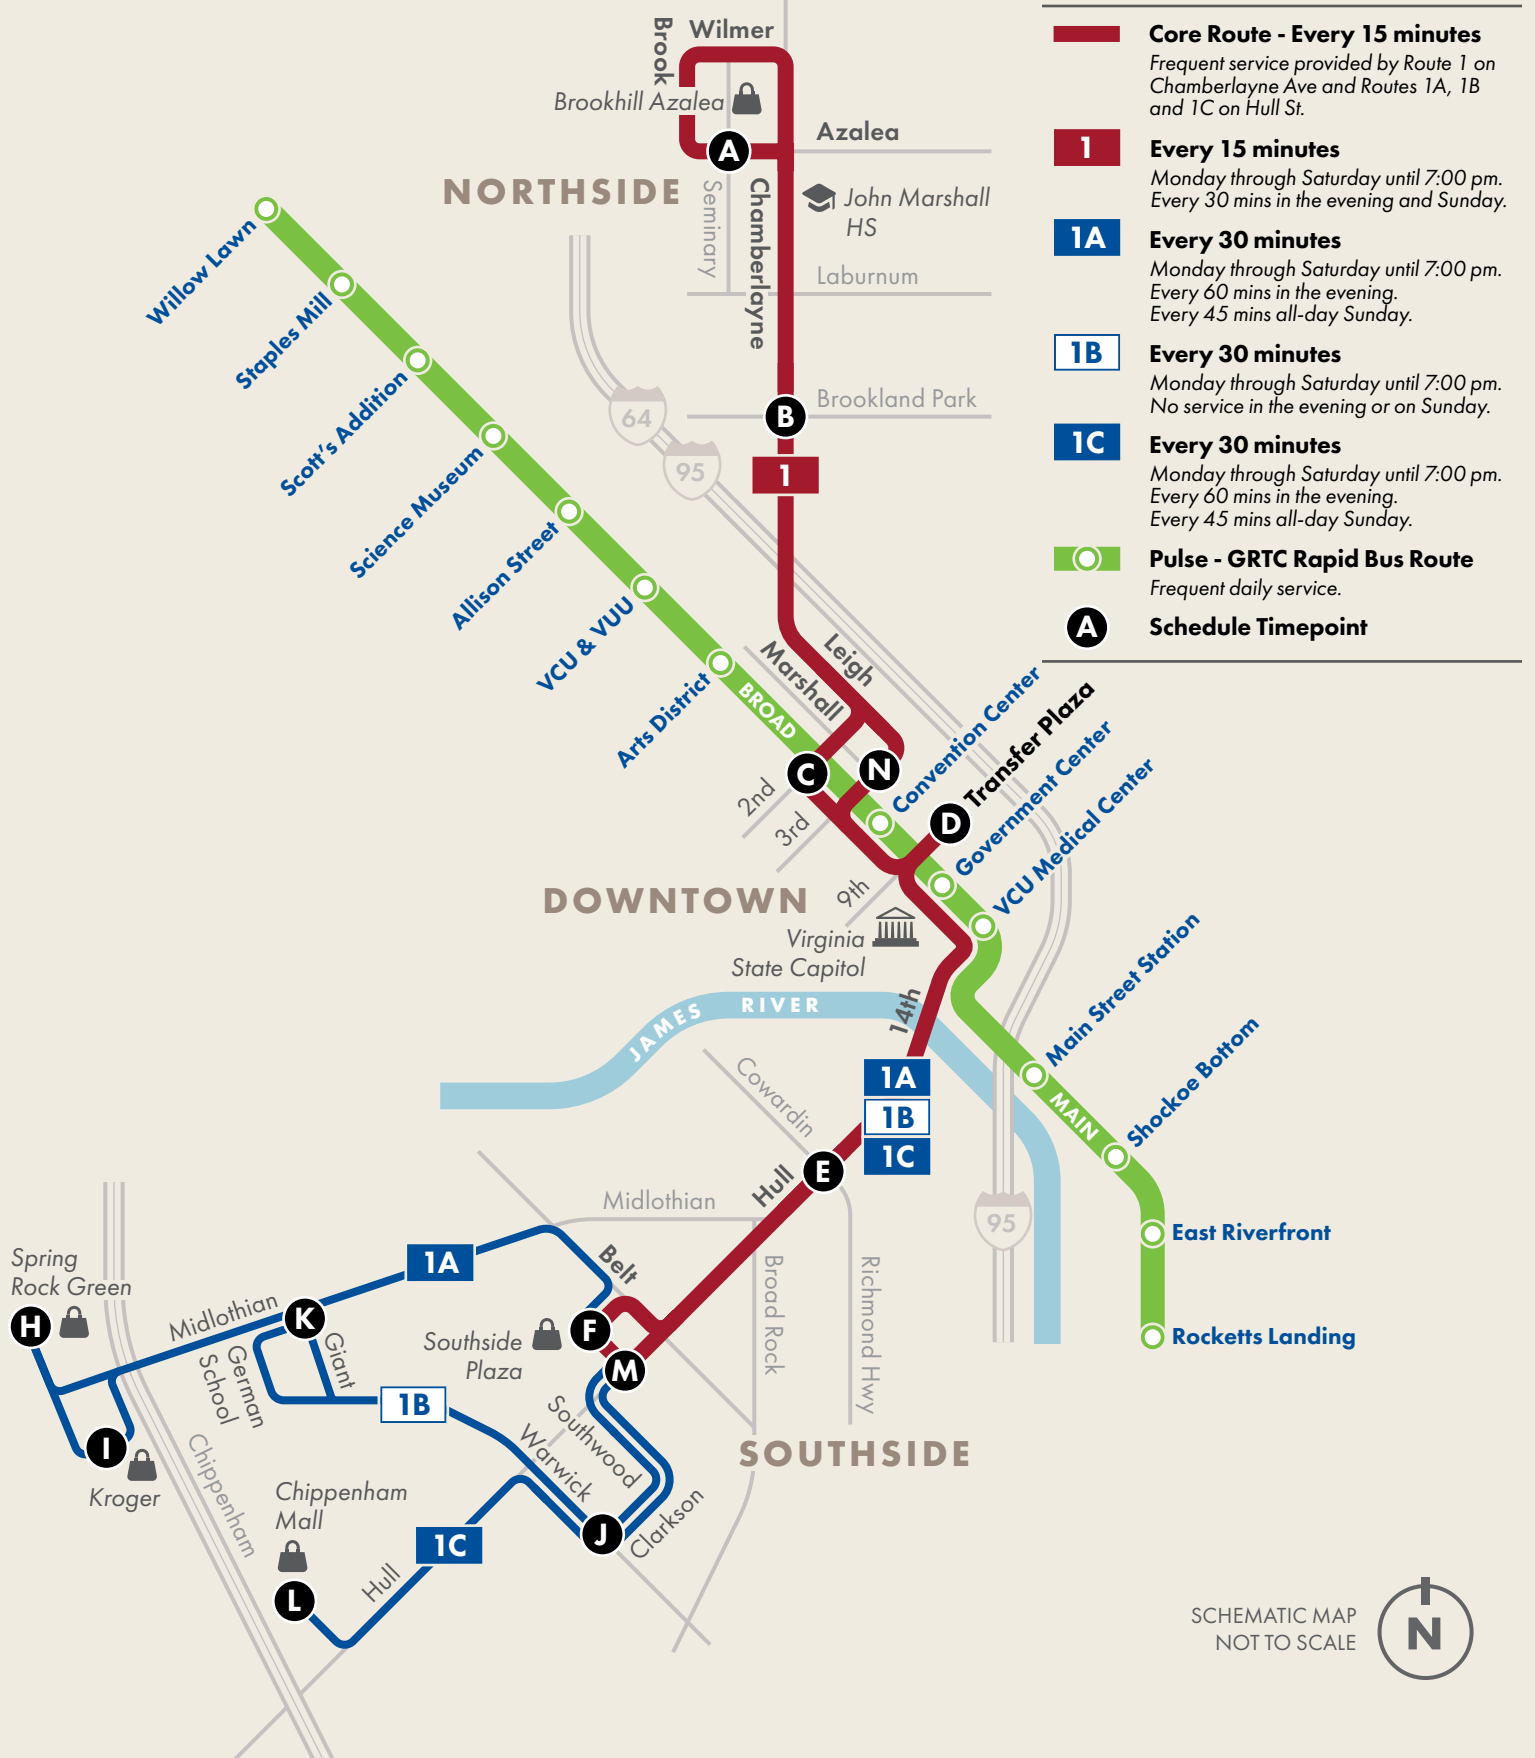 Brook
Wilmer
Brookhill Azalea
A
Azalea
NORTHSIDE
Seminary
Chamberlayne
John Marshall
HS
Laburnum
Brookland Park
B
1
64
95
Willow Lawn
Staples Mill
Scott's Addition
Science Museum
Allison Street
VCU & VUU
Arts District
BROAD
Marshall
Leigh
C
N
Convention Center
D
Transfer Plaza
Government Center
VCU Medical Center
2nd
3rd
9th
DOWNTOWN
Virginia
State Capitol
14th
JAMES RIVER
Main Street Station
MAIN
Shockoe Bottom
East Riverfront
Rocketts Landing
95
1A
1B
1C
Cowardin
E
Hull
Midlothian
Broad Rock
Richmond Hwy
Belt
F
M
Southside
Plaza
1A
Spring
Rock Green
H
Midlothian
K
Giant
German
School
1B
I
Kroger
Chippenham
Southwood
Warwick
J
Clarkson
SOUTHSIDE
Chippenham
Mall
1C
Hull
L
Core Route - Every 15 minutes
Frequent service provided by Route 1 on
Chamberlayne Ave and Routes 1A, 1B
and 1C on Hull St.
1
Every 15 minutes
Monday through Saturday until 7:00 pm.
Every 30 mins in the evening and Sunday.
1A
Every 30 minutes
Monday through Saturday until 7:00 pm.
Every 60 mins in the evening.
Every 45 mins all-day Sunday.
1B
Every 30 minutes
Monday through Saturday until 7:00 pm.
No service in the evening or on Sunday.
1C
Every 30 minutes
Monday through Saturday until 7:00 pm.
Every 60 mins in the evening.
Every 45 mins all-day Sunday.
Pulse - GRTC Rapid Bus Route
Frequent daily service.
A
Schedule Timepoint
SCHEMATIC MAP
NOT TO SCALE
N